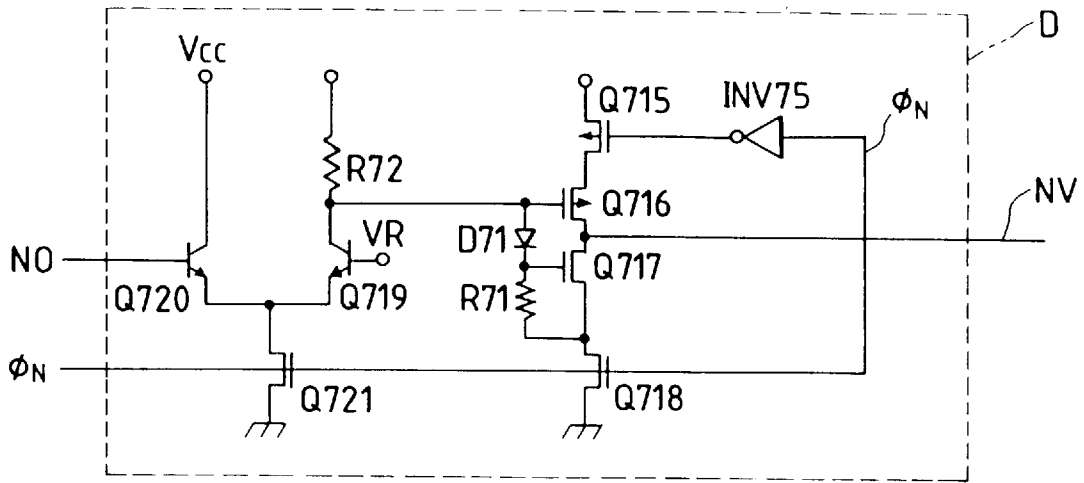 D
Vcc
Q715
INV75
φN
R72
Q716
NV
VR
D71
NO
Q717
Q720
Q719
R71
φN
Q721
Q718